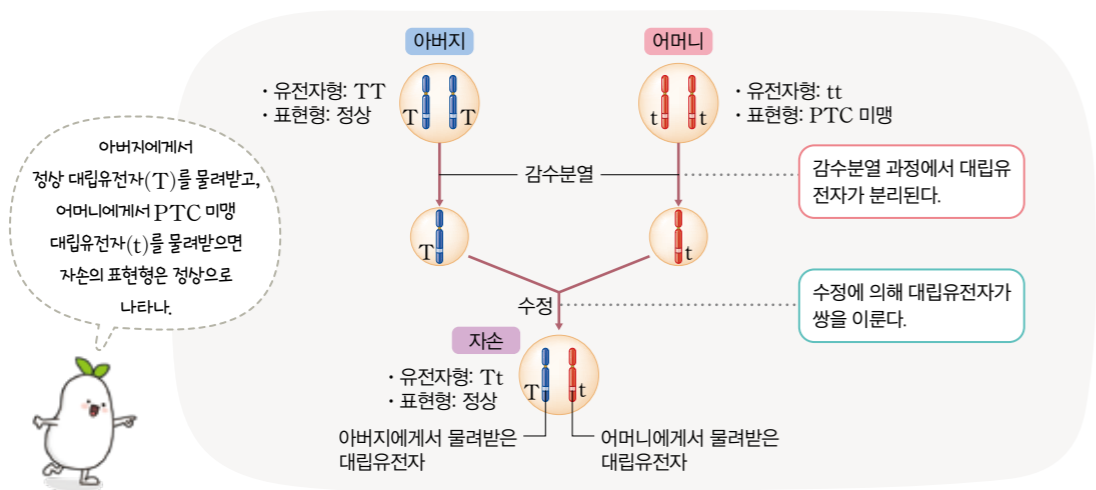 아버지
어머니
· 유전자형: TT
· 표현형: 정상
T
T
t
t
· 유전자형: tt
· 표현형: PTC 미맹
아버지에게서
정상 대립유전자(T)를 물려받고,
어머니에게서 PTC 미맹
대립유전자(t)를 물려받으면
자손의 표현형은 정상으로
나타나.
감수분열
감수분열 과정에서 대립유
전자가 분리된다.
T
t
수정
수정에 의해 대립유전자가
쌍을 이룬다.
자손
· 유전자형: Tt
· 표현형: 정상
T
t
아버지에게서 물려받은
대립유전자
어머니에게서 물려받은
대립유전자